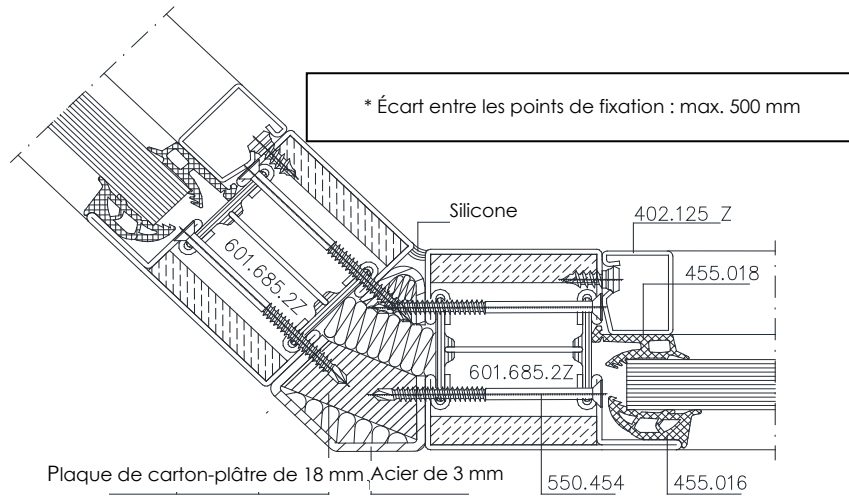 * Écart entre les points de fixation : max. 500 mm
Silicone
402.125 Z
455.018
601.685.2Z
601.685.2Z
Plaque de carton-plâtre de 18 mm
Acier de 3 mm
550.454
455.016